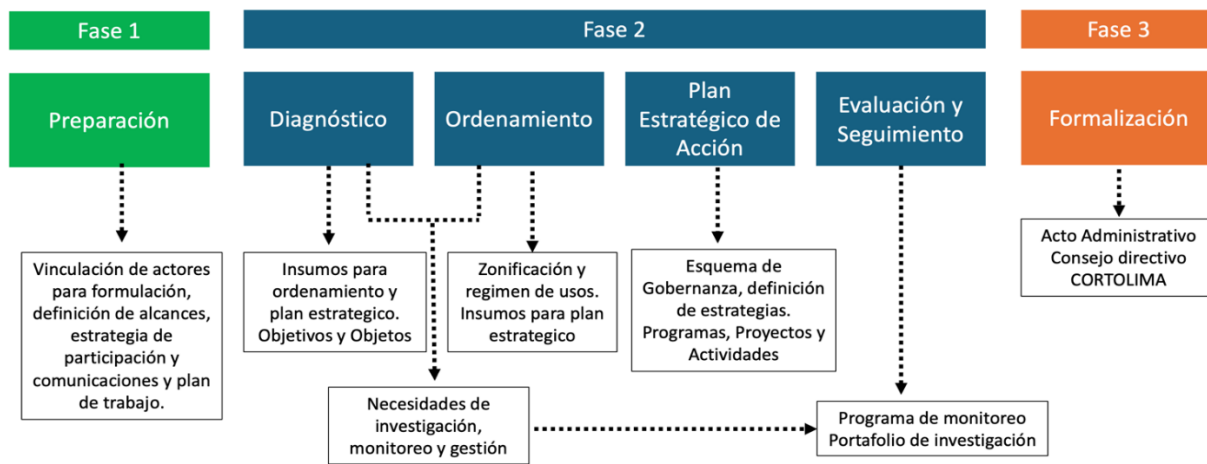 Fase 1
Fase 2
Fase 3
Preparación
Diagnóstico
Ordenamiento
Plan
Estratégico de
Acción
Evaluación y
Seguimiento
Formalización
Vinculación de actores
para formulación,
definición de alcances,
estrategia de
participación y
comunicaciones y plan
de trabajo.
Insumos para
ordenamiento y
plan estrategico.
Objetivos y Objetos
Zonificación y
regimen de usos.
Insumos para plan
estrategico
Esquema de
Gobernanza, definición
de estrategias.
Programas, Proyectos y
Actividades
Acto Administrativo
Consejo directivo
CORTOLIMA
Necesidades de
investigación,
monitoreo y gestión
Programa de monitoreo
Portafolio de investigación